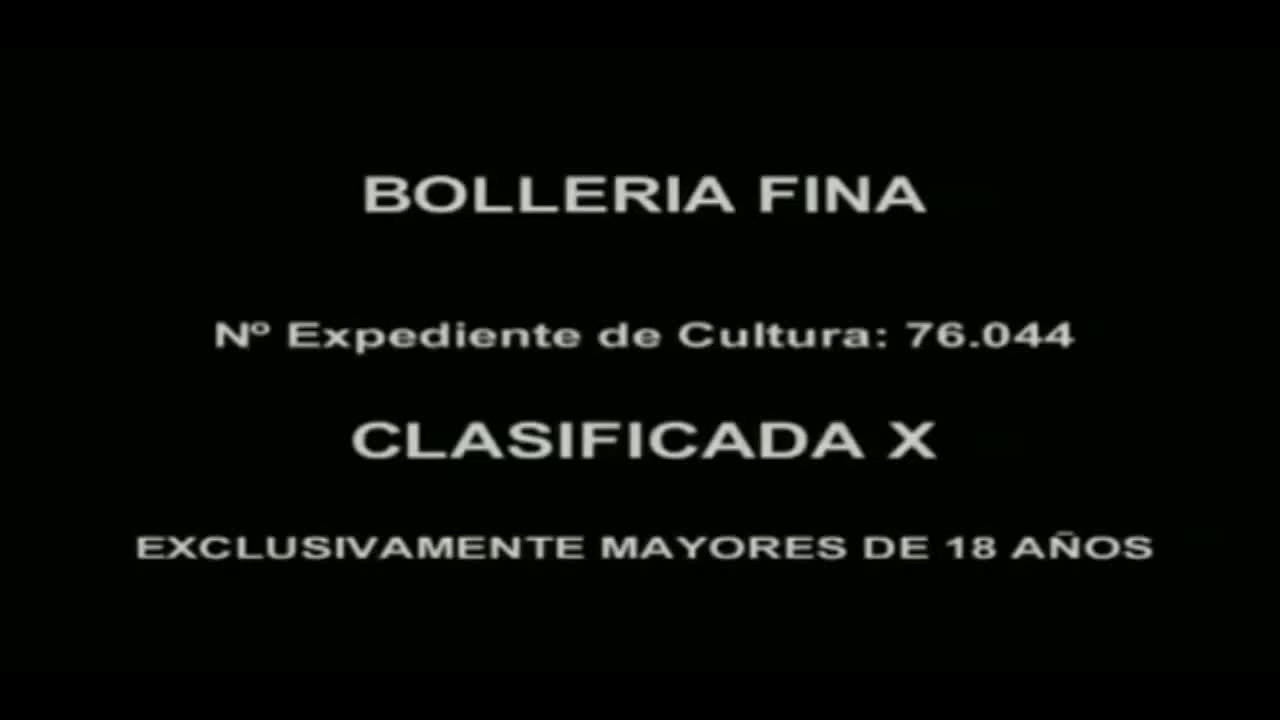 BOLLERIA FINA
Nº Expediente de Cultura: 76.044
CLASIFICADA X
EXCLUSIVAMENTE MAYORES DE 18 AÑOS